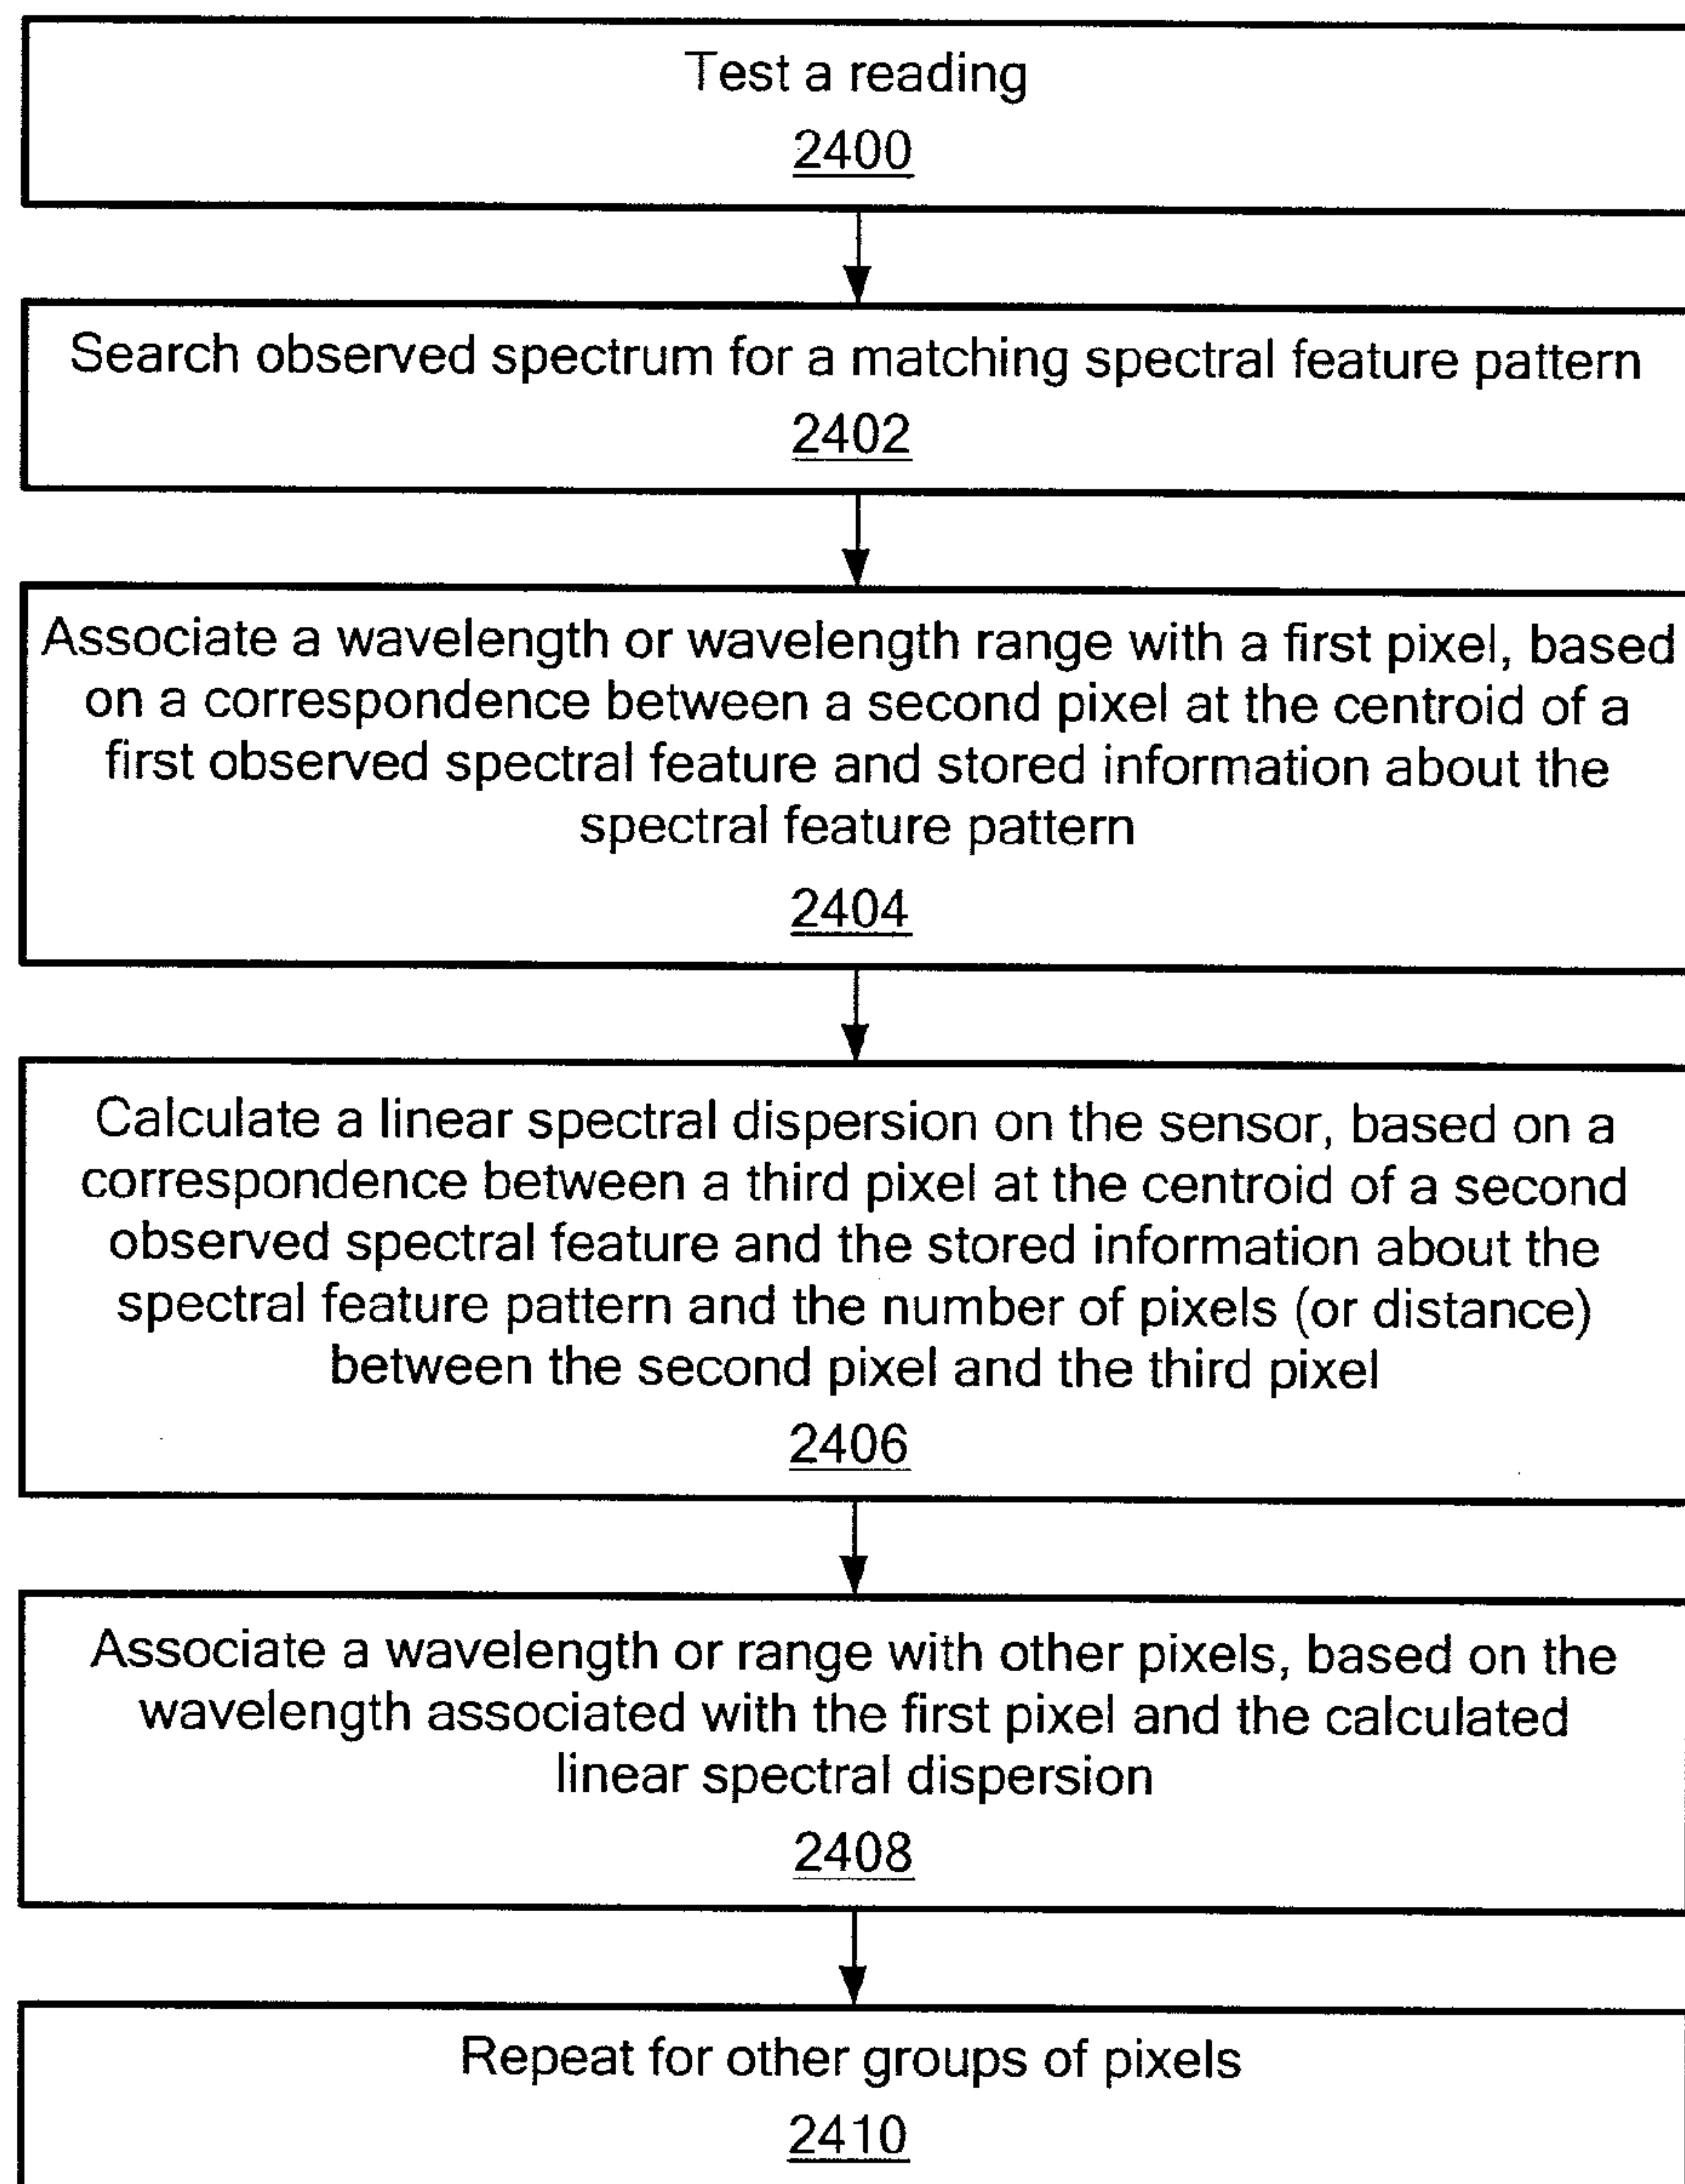 Test a reading
2400
Search observed spectrum for a matching spectral feature pattern
2402
Associate a wavelength or wavelength range with a first pixel, based
on a correspondence between a second pixel at the centroid of a
first observed spectral feature and stored information about the
spectral feature pattern
2404
Calculate a linear spectral dispersion on the sensor, based on a
correspondence between a third pixel at the centroid of a second
observed spectral feature and the stored information about the
spectral feature pattern and the number of pixels (or distance)
between the second pixel and the third pixel
2406
Associate a wavelength or range with other pixels, based on the
wavelength associated with the first pixel and the calculated
linear spectral dispersion
2408
Repeat for other groups of pixels
2410